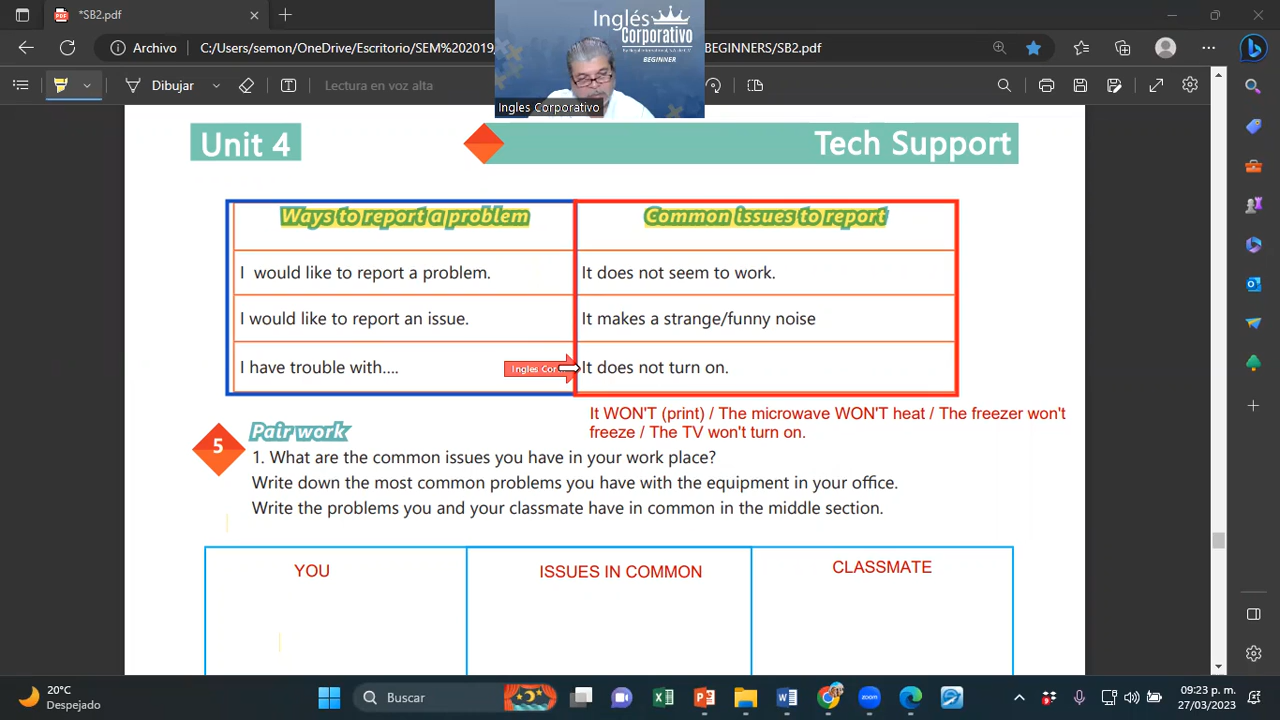 *SB2.pdf
Archivo
C:/Users/semon/OneDrive/Escritorio/SEM%202019
BEGINNERS/SB2.pdf
Dibujar
Lectura en voz alta
Inglés
Corporativo
BEGINNER
Ingles Corporativo
Unit 4
Tech Support
Ways to report a problem
Common issues to report
I would like to report a problem.
It does not seem to work.
I would like to report an issue.
It makes a strange/funny noise
I have trouble with....
Ingles Cor
It does not turn on.
It WON'T (print) / The microwave WON'T heat / The freezer won't
freeze / The TV won't turn on.
5
Pair work
1. What are the common issues you have in your work place?
Write down the most common problems you have with the equipment in your office.
Write the problems you and your classmate have in common in the middle section.
YOU
ISSUES IN COMMON
CLASSMATE
20°C
Despejado
Buscar
zoom
09:23 p. m.
27/03/2023